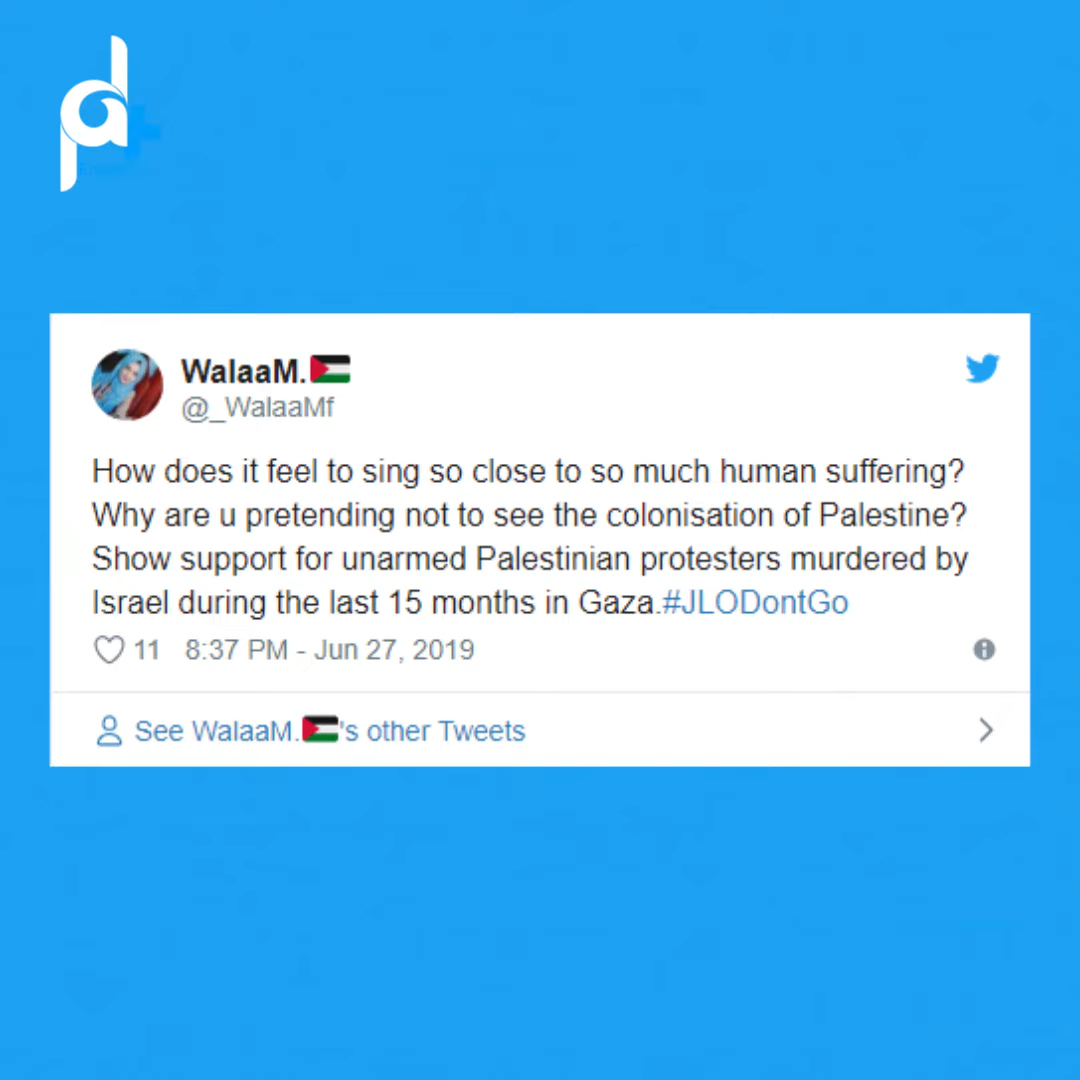 WalaaM.🇵🇸
@_WalaaMf
How does it feel to sing so close to so much human suffering?
Why are u pretending not to see the colonisation of Palestine?
Show support for unarmed Palestinian protesters murdered by
Israel during the last 15 months in Gaza.#JLODontGo
11 8:37 PM - Jun 27, 2019
See WalaaM.🇵🇸's other Tweets